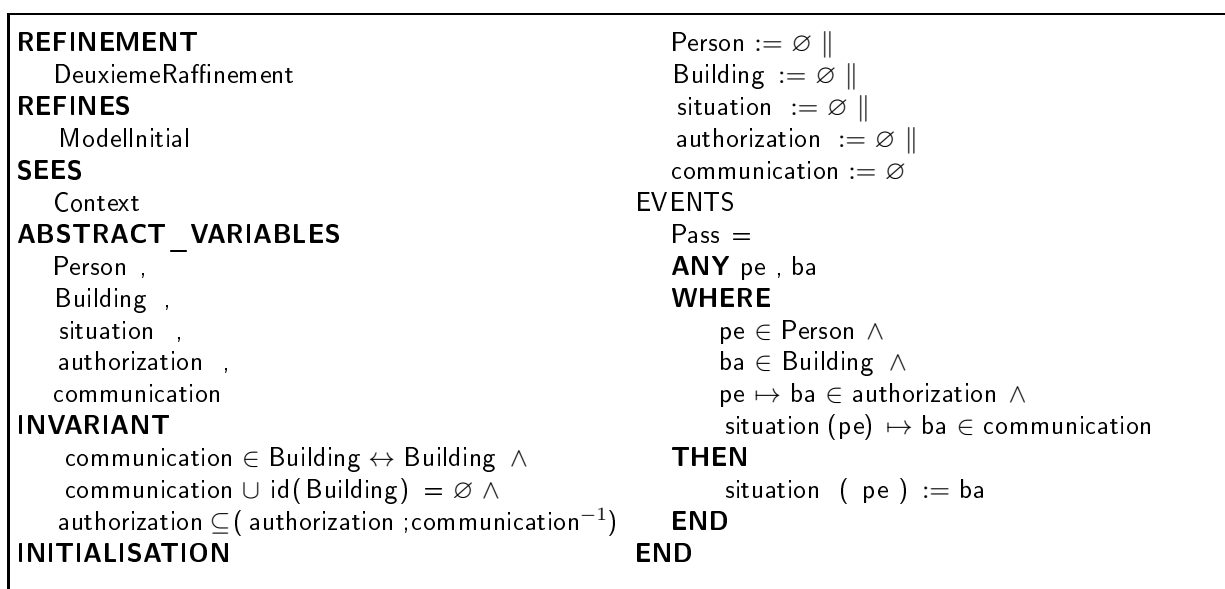 REFINEMENT
DeuxiemeRaffinement
REFINES
ModelInitial
SEES
Context
ABSTRACT_VARIABLES
Person ,
Building ,
situation ,
authorization ,
communication
INVARIANT
communication ∈ Building ↔ Building ∧
communication ∪ id(Building) = ∅ ∧
authorization ⊆( authorization ;communication⁻¹)
INITIALISATION
Person := ∅ ||
Building := ∅ ||
situation := ∅ ||
authorization := ∅ ||
communication := ∅
EVENTS
Pass =
ANY pe , ba
WHERE
pe ∈ Person ∧
ba ∈ Building ∧
pe ↦ ba ∈ authorization ∧
situation (pe) ↦ ba ∈ communication
THEN
situation ( pe ) := ba
END
END